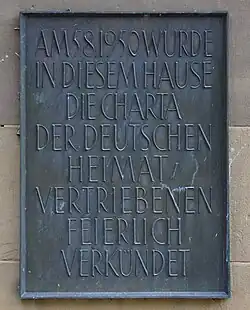 AM 5.8.1950 WURDE
IN DIESEM HAUSE
DIE CHARTA
DER DEUTSCHEN
HEIMAT/
VERTRIEBENEN
FEIERLICH
VERKÜNDET